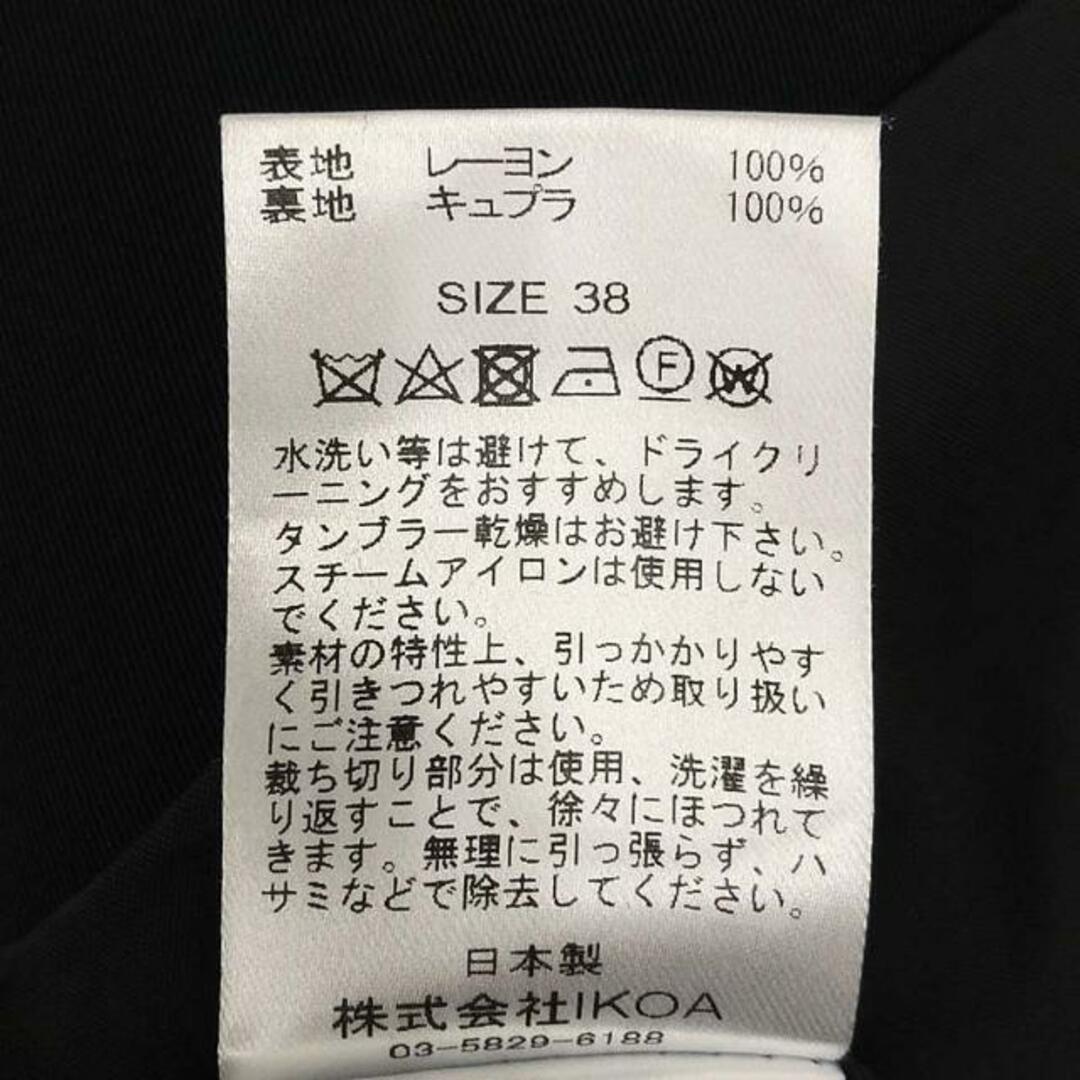 表地 レーヨン 100%
裏地 キュプラ 100%
SIZE 38
F W
水洗い等は避けて、ドライクリ
ーニングをおすすめします。
タンブラー乾燥はお避け下さい。
スチームアイロンは使用しない
でください。
素材の特性上、引っかかりやす
く引きつれやすいため取り扱い
にご注意ください。
裁ち切り部分は使用、洗濯を繰
り返すことで、徐々にほつれて
きます。無理に引っ張らず、ハ
サミなどで除去してください。
日本製
株式会社IKOA
03-5829-6188